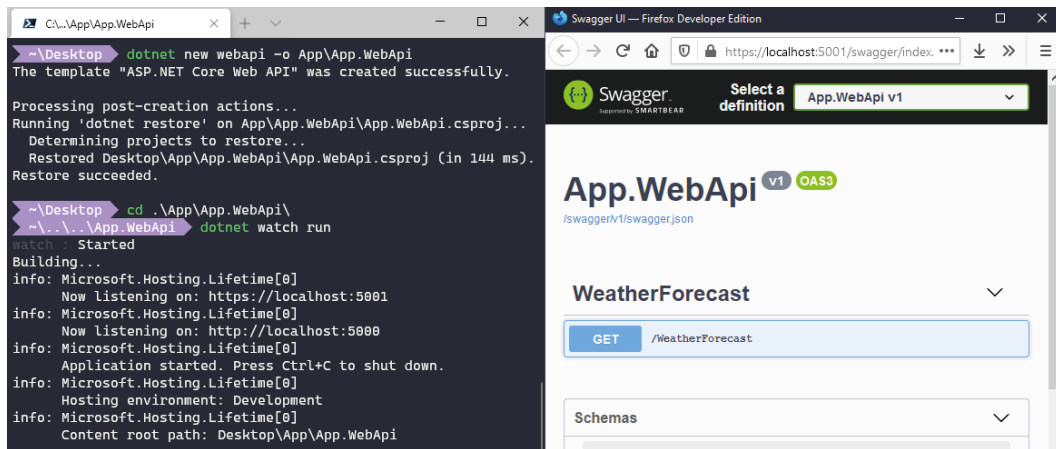 C:\..\App\App.WebApi
~\Desktop dotnet new webapi -o App\App.WebApi
The template "ASP.NET Core Web API" was created successfully.
Processing post-creation actions...
Running 'dotnet restore' on App\App.WebApi\App.WebApi.csproj...
Determining projects to restore...
Restored Desktop\App\App.WebApi\App.WebApi.csproj (in 144 ms).
Restore succeeded.
~\Desktop cd .\App\App.WebApi\
~\..\..\App.WebApi dotnet watch run
watch : Started
Building...
info: Microsoft.Hosting.Lifetime[0]
Now listening on: https://localhost:5001
info: Microsoft.Hosting.Lifetime[0]
Now listening on: http://localhost:5000
info: Microsoft.Hosting.Lifetime[0]
Application started. Press Ctrl+C to shut down.
info: Microsoft.Hosting.Lifetime[0]
Hosting environment: Development
info: Microsoft.Hosting.Lifetime[0]
Content root path: Desktop\App\App.WebApi
Swagger UI — Firefox Developer Edition
https://localhost:5001/swagger/index.
Swagger.
Supported by SMARTBEAR
Select a definition
App.WebApi v1
App.WebApi v1 OAS3
/swagger/v1/swagger.json
WeatherForecast
GET /WeatherForecast
Schemas